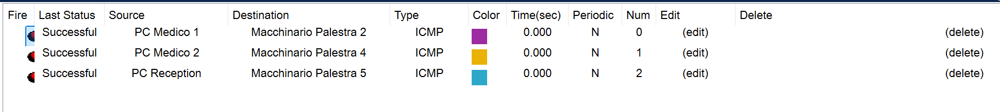 Fire Last Status Source Destination Type Color Time(sec) Periodic Num Edit Delete
Successful PC Medico 1 Macchinario Palestra 2 ICMP 0.000 N 0 (edit) (delete)
Successful PC Medico 2 Macchinario Palestra 4 ICMP 0.000 N 1 (edit) (delete)
Successful PC Reception Macchinario Palestra 5 ICMP 0.000 N 2 (edit) (delete)